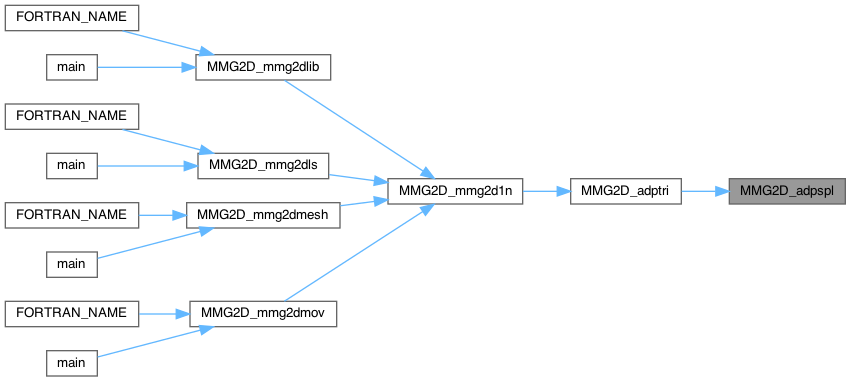 FORTRAN_NAME
main
MMG2D_mmg2dlib
FORTRAN_NAME
main
MMG2D_mmg2dls
MMG2D_mmg2d1n
MMG2D_adptri
MMG2D_adpspl
FORTRAN_NAME
MMG2D_mmg2dmesh
main
FORTRAN_NAME
MMG2D_mmg2dmov
main